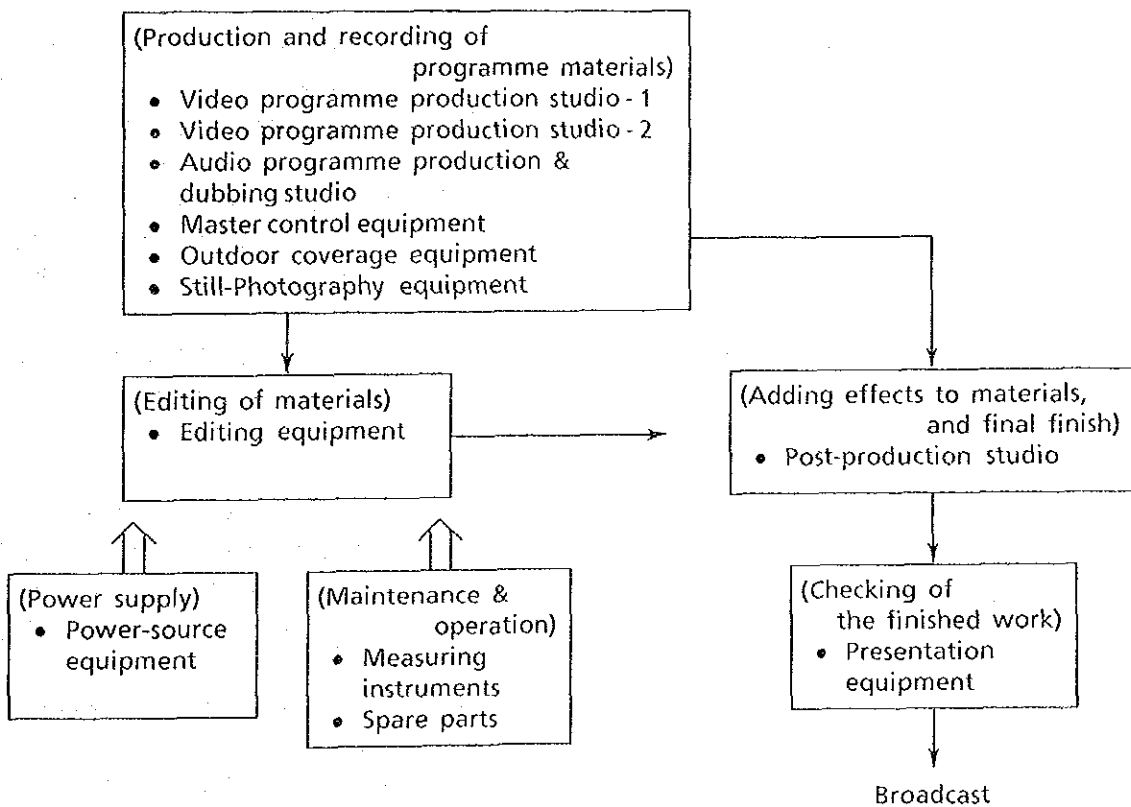 (Production and recording of
programme materials)
• Video programme production studio - 1
• Video programme production studio - 2
• Audio programme production &
dubbing studio
• Master control equipment
• Outdoor coverage equipment
• Still-Photography equipment
(Editing of materials)
• Editing equipment
(Adding effects to materials,
and final finish)
• Post-production studio
(Power supply)
• Power-source
equipment
(Maintenance &
operation)
• Measuring
instruments
• Spare parts
(Checking of
the finished work)
• Presentation
equipment
Broadcast